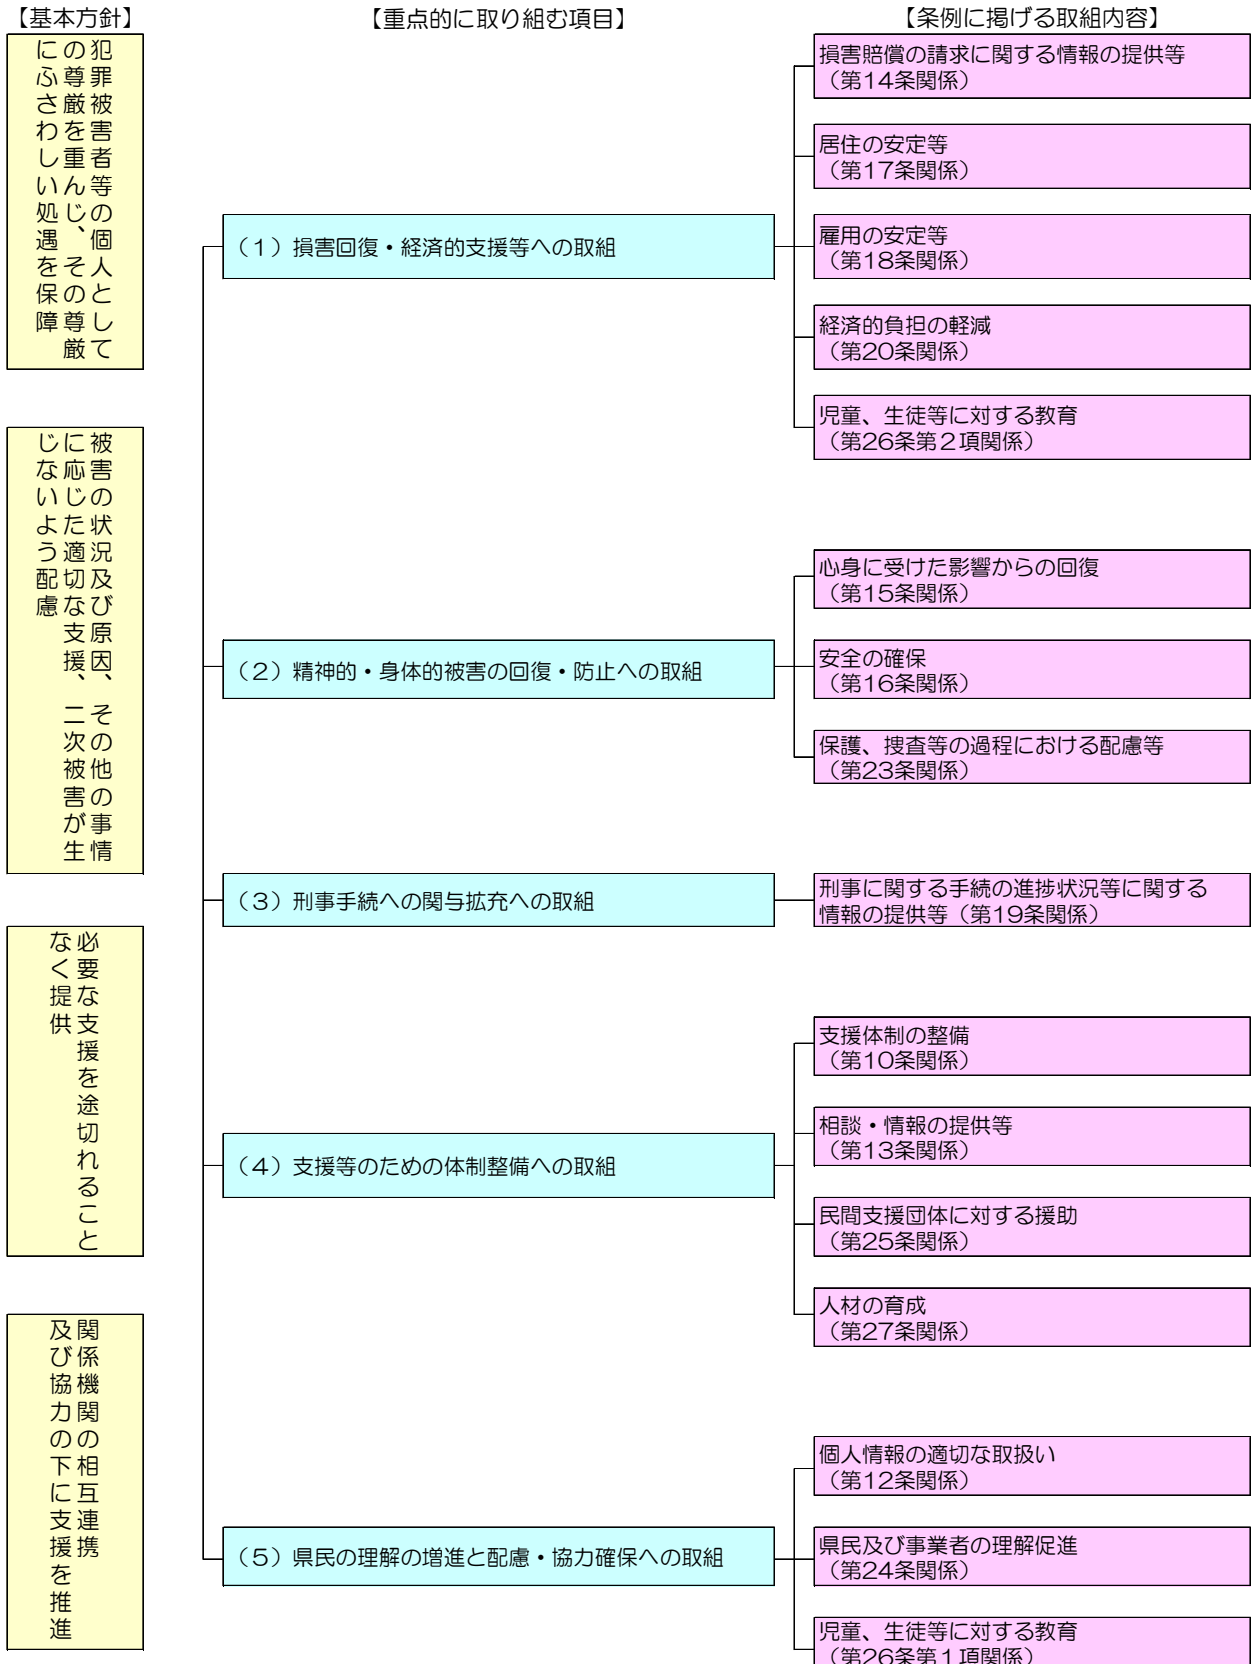 【基本方針】
【重点的に取り組む項目】
【条例に掲げる取組内容】
犯罪被害者等の個人として
の尊厳を重んじ、その尊厳
にふさわしい処遇を保障
被害の状況及び原因、その他の事情
に応じた適切な支援、二次被害が生
じないよう配慮
必要な支援を途切れること
なく提供
関係機関の相互連携
及び協力の下に支援を推進
（１）損害回復・経済的支援等への取組
損害賠償の請求に関する情報の提供等
（第14条関係）
居住の安定等
（第17条関係）
雇用の安定等
（第18条関係）
経済的負担の軽減
（第20条関係）
児童、生徒等に対する教育
（第26条第２項関係）
（２）精神的・身体的被害の回復・防止への取組
心身に受けた影響からの回復
（第15条関係）
安全の確保
（第16条関係）
保護、捜査等の過程における配慮等
（第23条関係）
（３）刑事手続への関与拡充への取組
刑事に関する手続の進捗状況等に関する
情報の提供等（第19条関係）
（４）支援等のための体制整備への取組
支援体制の整備
（第10条関係）
相談・情報の提供等
（第13条関係）
民間支援団体に対する援助
（第25条関係）
人材の育成
（第27条関係）
（５）県民の理解の増進と配慮・協力確保への取組
個人情報の適切な取扱い
（第12条関係）
県民及び事業者の理解促進
（第24条関係）
児童、生徒等に対する教育
（第26条第１項関係）